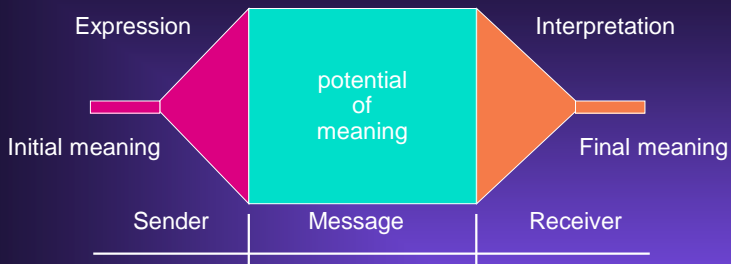 Expression
Interpretation
potential
of
meaning
Initial meaning
Final meaning
Sender
Message
Receiver